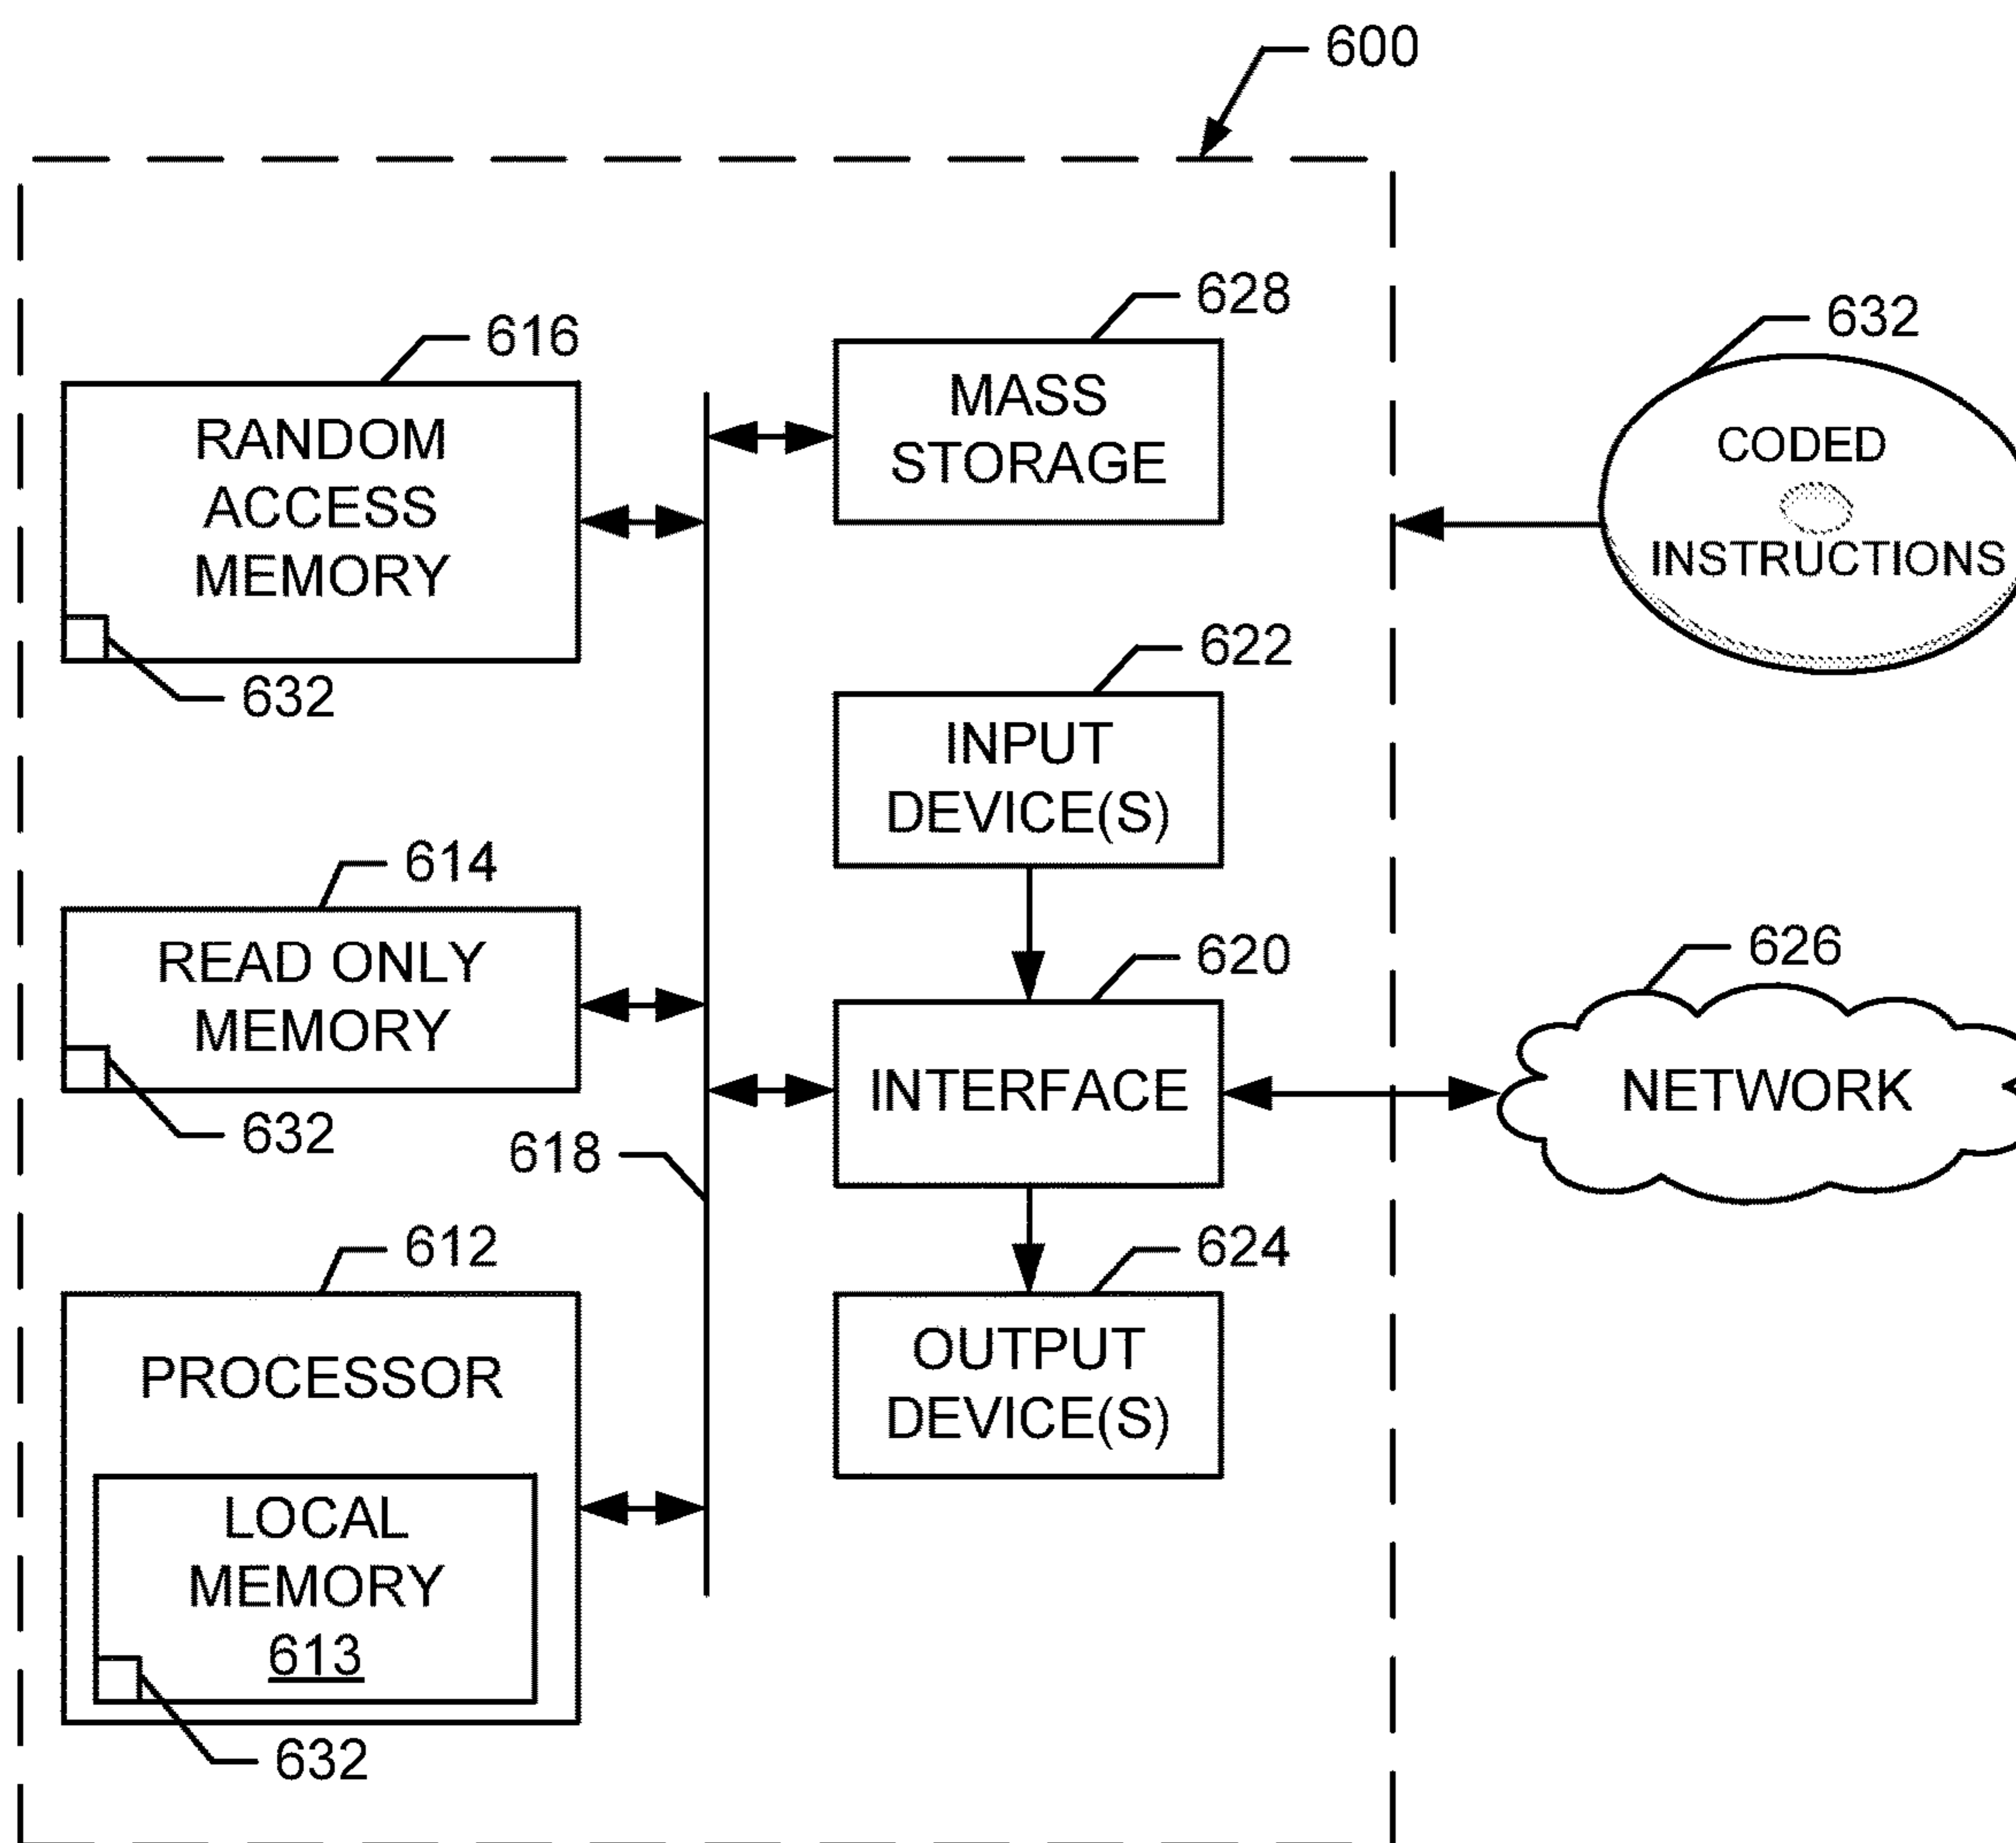 600
628
632
616
MASS
STORAGE
RANDOM
ACCESS
MEMORY
CODED
INSTRUCTIONS
632
622
INPUT
DEVICE(S)
614
READ ONLY
MEMORY
620
626
INTERFACE
NETWORK
632
618
612
624
PROCESSOR
OUTPUT
DEVICE(S)
LOCAL
MEMORY
613
632